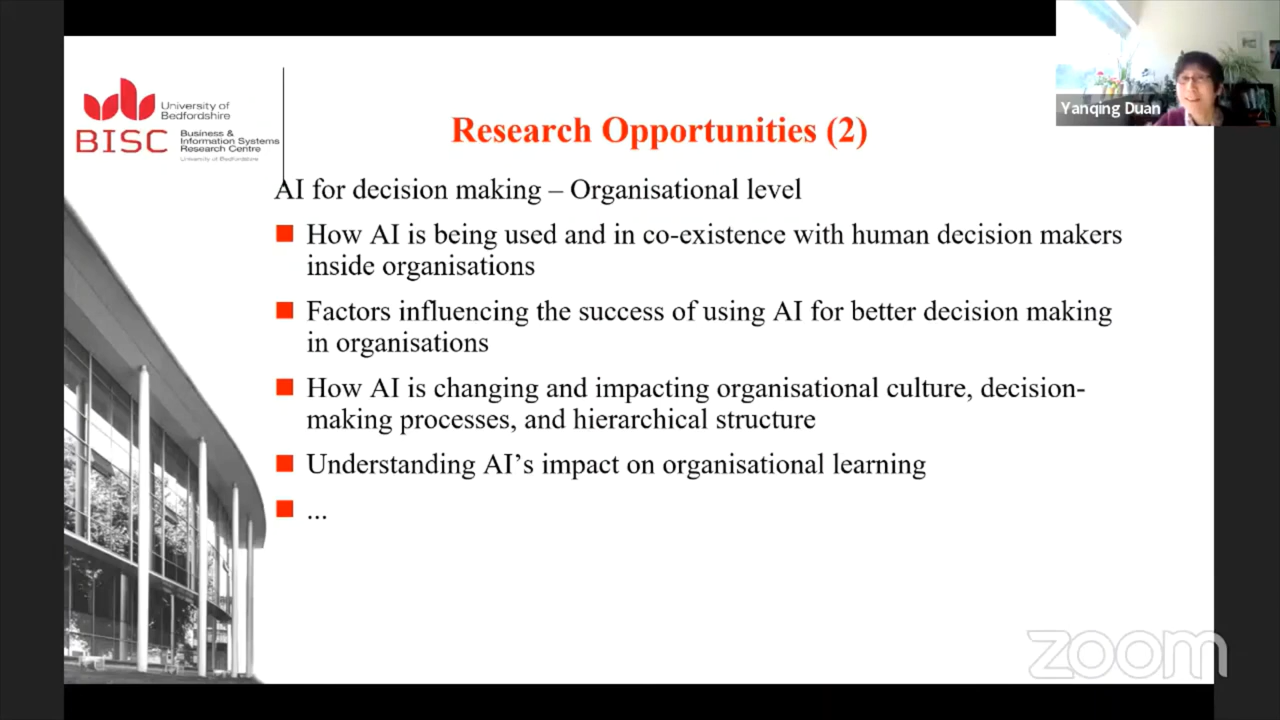 University of
Bedfordshire
BISC
Business &
Information Systems
Research Centre
University of Bedfordshire
Yanqing Duan
Research Opportunities (2)
AI for decision making – Organisational level
How AI is being used and in co-existence with human decision makers
inside organisations
Factors influencing the success of using AI for better decision making
in organisations
How AI is changing and impacting organisational culture, decision-
making processes, and hierarchical structure
Understanding AI’s impact on organisational learning
...
zoom